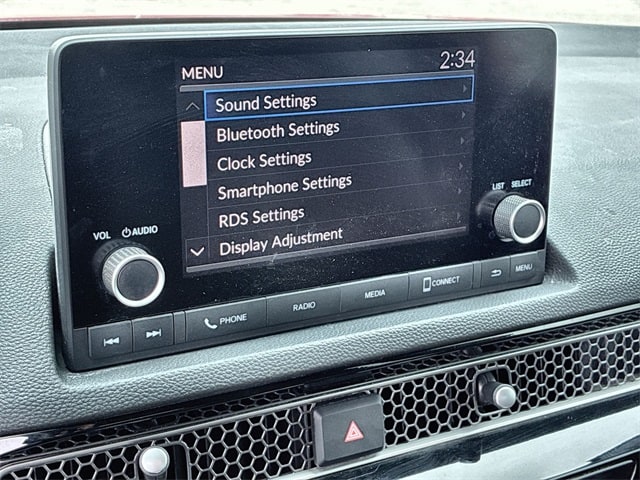 MENU 2:34
Sound Settings
Bluetooth Settings
Clock Settings
Smartphone Settings
RDS Settings
Display Adjustment
VOL AUDIO
LIST SELECT
PHONE RADIO MEDIA CONNECT MENU